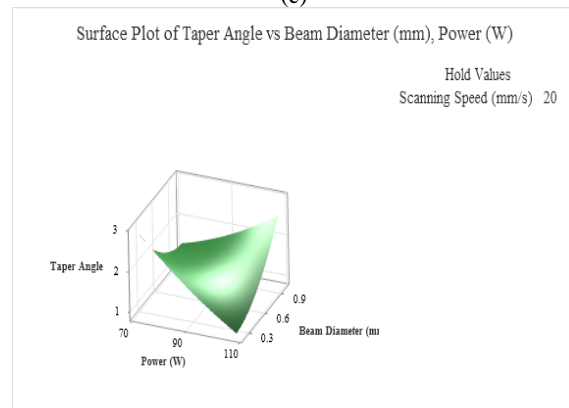 (c)
Surface Plot of Taper Angle vs Beam Diameter (mm), Power (W)
Hold Values
Scanning Speed (mm/s) 20
3
Taper Angle 2
1
70
90
110
Power (W)
0.3
0.6
0.9
Beam Diameter (m